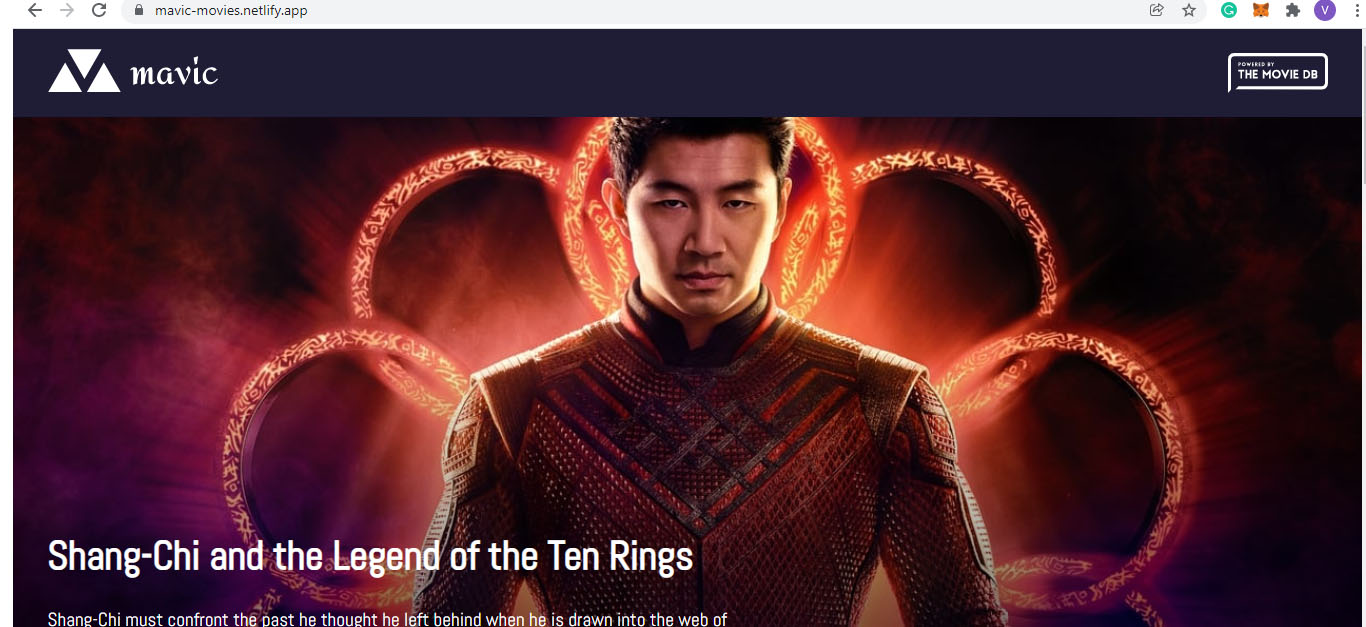 mavic-movies.netlify.app
V
mavic
POWERED BY
THE MOVIE DB
Shang-Chi and the Legend of the Ten Rings
Shang-Chi must confront the past he thought he left behind when he is drawn into the web of